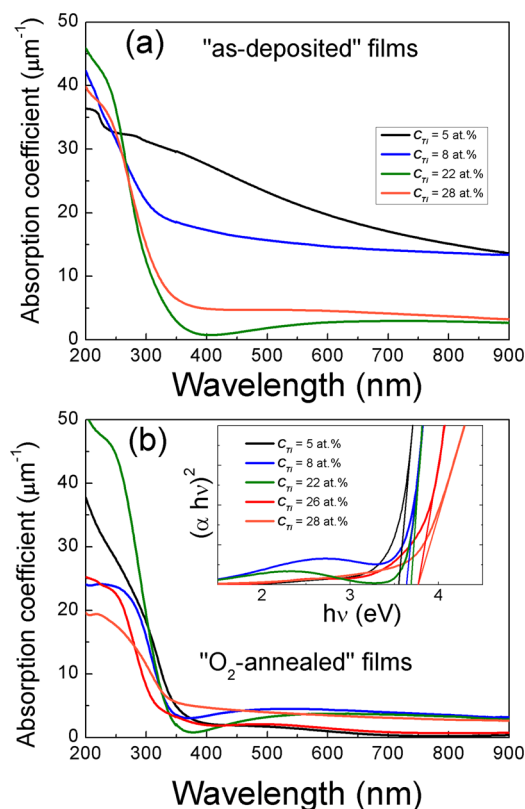 (a) "as-deposited" films
Absorption coefficient (μm⁻¹)
50
40
30
20
10
0
C_Ti = 5 at.%
C_Ti = 8 at.%
C_Ti = 22 at.%
C_Ti = 28 at.%
200 300 400 500 600 700 800 900
Wavelength (nm)
(b)
Absorption coefficient (μm⁻¹)
50
40
30
20
10
0
C_Ti = 5 at.%
C_Ti = 8 at.%
C_Ti = 22 at.%
C_Ti = 26 at.%
C_Ti = 28 at.%
(α hν)²
2 3 4
hν (eV)
"O₂-annealed" films
200 300 400 500 600 700 800 900
Wavelength (nm)